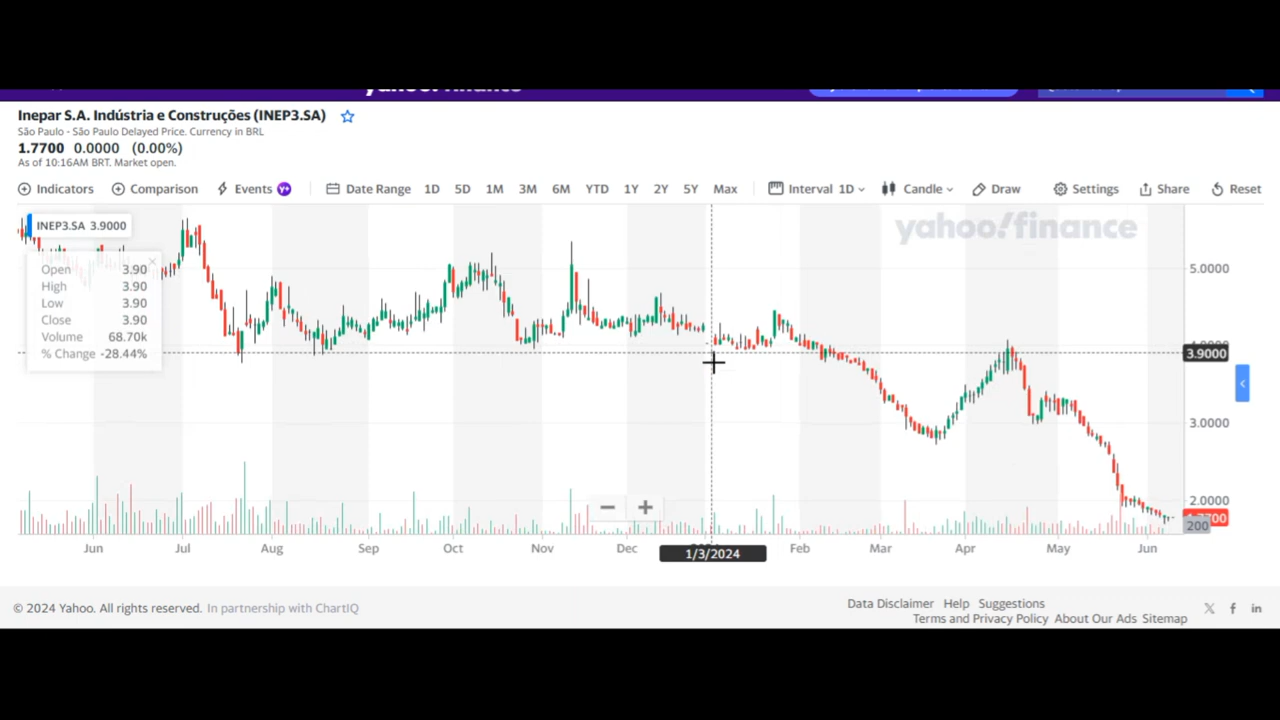 Inepar S.A. Indústria e Construções (INEP3.SA)
São Paulo - São Paulo Delayed Price. Currency in BRL
1.7700 0.0000 (0.00%)
As of 10:16AM BRT. Market open.
Indicators Comparison Events Y+ Date Range 1D 5D 1M 3M 6M YTD 1Y 2Y 5Y Max Interval 1D Candle Draw Settings Share Reset
INEP3.SA 3.9000
yahoo!finance
Open 3.90
High 3.90
Low 3.90
Close 3.90
Volume 68.70k
% Change -28.44%
5.0000
3.9000
3.0000
2.0000
200
Jun Jul Aug Sep Oct Nov Dec 1/3/2024 Feb Mar Apr May Jun
© 2024 Yahoo. All rights reserved. In partnership with ChartIQ
Data Disclaimer Help Suggestions
Terms and Privacy Policy About Our Ads Sitemap